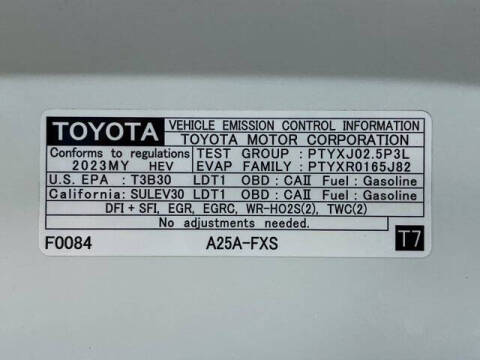 TOYOTA VEHICLE EMISSION CONTROL INFORMATION
TOYOTA MOTOR CORPORATION
Conforms to regulations TEST GROUP : PTYXJ02.5P3L
2023MY HEV EVAP FAMILY : PTYXR0165J82
U.S. EPA : T3B30 LDT1 OBD : CAII Fuel : Gasoline
California: SULEV30 LDT1 OBD : CAII Fuel : Gasoline
DFI + SFI, EGR, EGRC, WR-HO2S(2), TWC(2)
No adjustments needed.
F0084 A25A-FXS T7